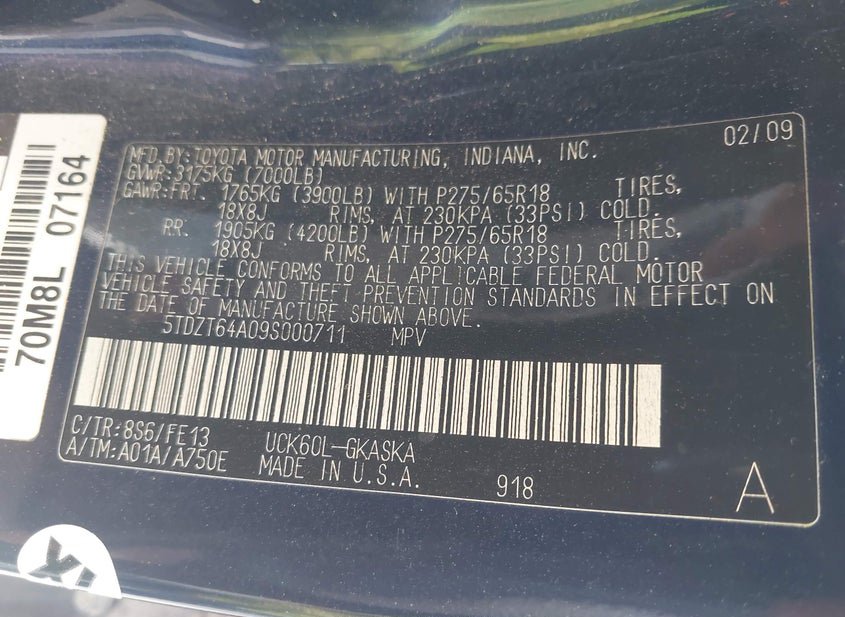 02/09
MFD.BY:TOYOTA MOTOR MANUFACTURING, INDIANA, INC.
GVWR:3175KG (7000LB)
GAWR:FRT. 1765KG (3900LB) WITH P275/65R18 TIRES,
18X8J RIMS, AT 230KPA (33PSI) COLD.
RR. 1905KG (4200LB) WITH P275/65R18 TIRES,
18X8J RIMS, AT 230KPA (33PSI) COLD.
THIS VEHICLE CONFORMS TO ALL APPLICABLE FEDERAL MOTOR
VEHICLE SAFETY AND THEFT PREVENTION STANDARDS IN EFFECT ON
THE DATE OF MANUFACTURE SHOWN ABOVE.
5TDZT64A09S000711 MPV
C/TR:8S6/FE13 UCK60L-GKASKA
A/TM:A01A/A750E MADE IN U.S.A.
918
A
70M8L 07164